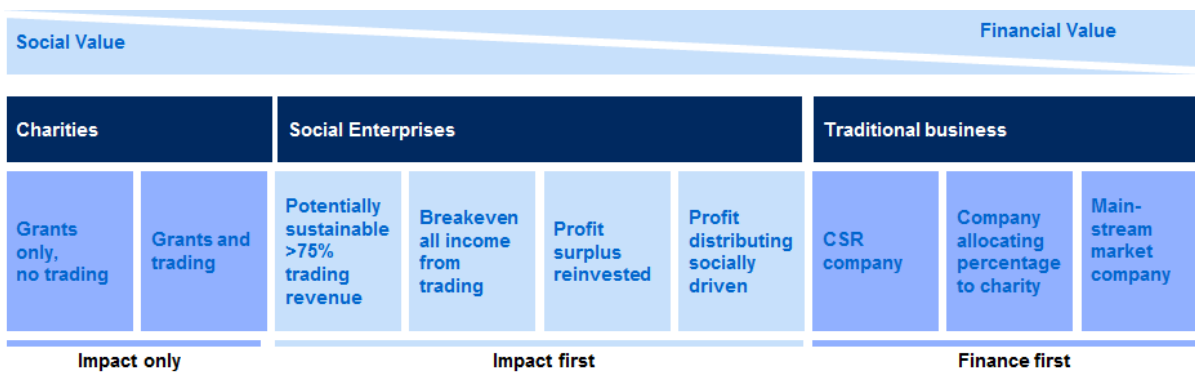 Social Value
Financial Value
Charities
Social Enterprises
Traditional business
Grants
only,
no trading
Grants and
trading
Potentially
sustainable
>75%
trading
revenue
Breakeven
all income
from
trading
Profit
surplus
reinvested
Profit
distributing
socially
driven
CSR
company
Company
allocating
percentage
to charity
Main-
stream
market
company
Impact only
Impact first
Finance first